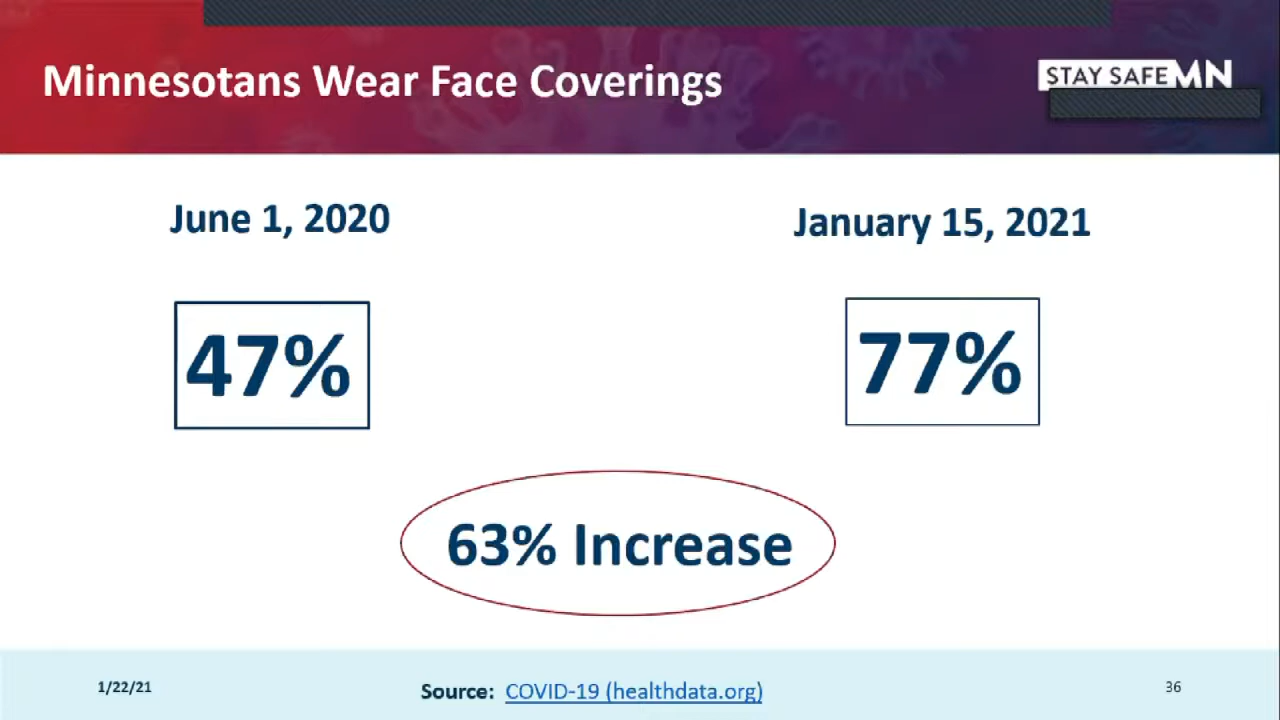 Minnesotans Wear Face Coverings
STAY SAFE MN
June 1, 2020
January 15, 2021
47%
77%
63% Increase
1/22/21
Source: COVID-19 (healthdata.org)
36